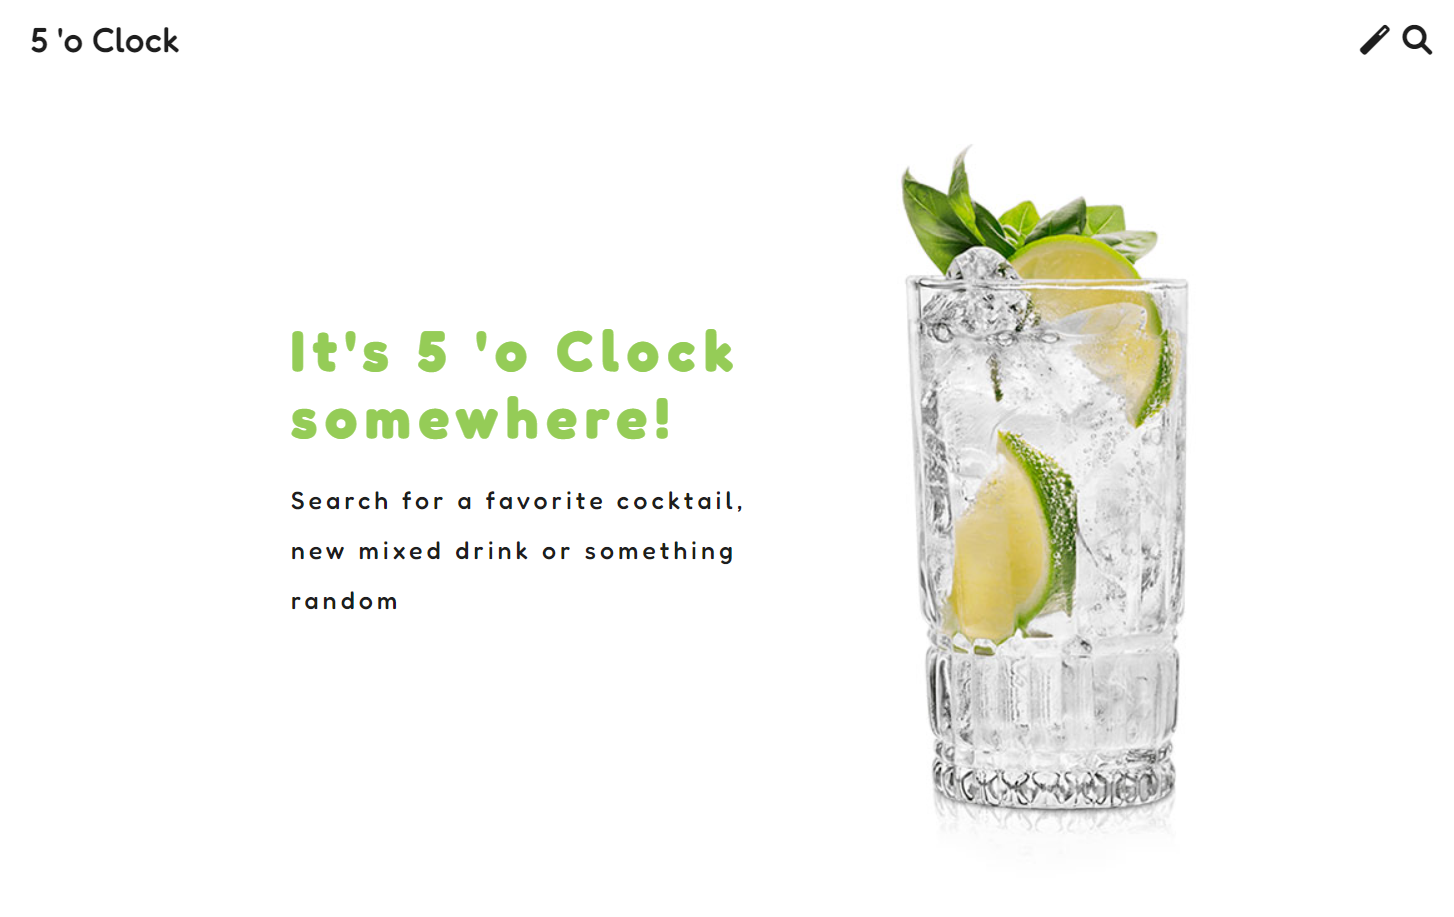 5 'o Clock
It's 5 'o Clock
somewhere!
Search for a favorite cocktail,
new mixed drink or something
random